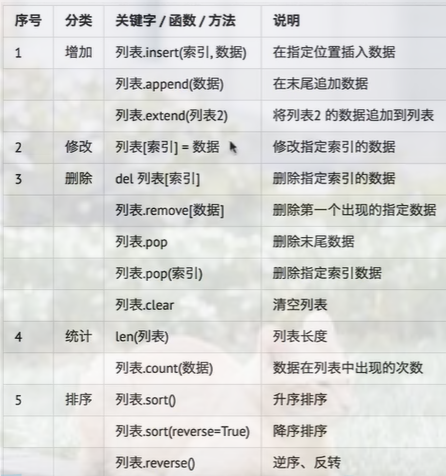 序号 分类 关键字 / 函数 / 方法 说明
1 增加 列表.insert(索引, 数据) 在指定位置插入数据
列表.append(数据) 在末尾追加数据
列表.extend(列表2) 将列表2 的数据追加到列表
2 修改 列表[索引] = 数据 修改指定索引的数据
3 删除 del 列表[索引] 删除指定索引的数据
列表.remove[数据] 删除第一个出现的指定数据
列表.pop 删除末尾数据
列表.pop(索引) 删除指定索引数据
列表.clear 清空列表
4 统计 len(列表) 列表长度
列表.count(数据) 数据在列表中出现的次数
5 排序 列表.sort() 升序排序
列表.sort(reverse=True) 降序排序
列表.reverse() 逆序、反转